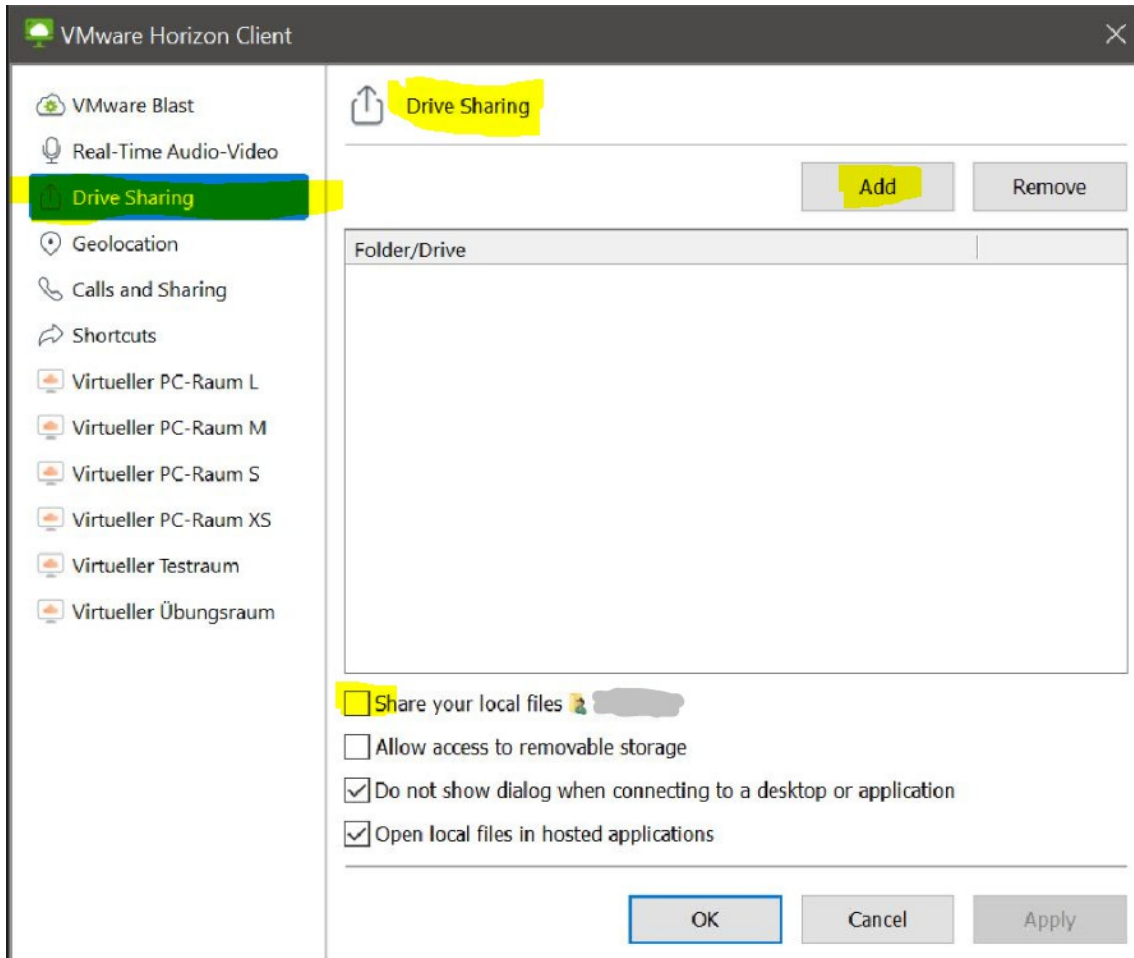 VMware Horizon Client
VMware Blast
Real-Time Audio-Video
Drive Sharing
Geolocation
Calls and Sharing
Shortcuts
Virtueller PC-Raum L
Virtueller PC-Raum M
Virtueller PC-Raum S
Virtueller PC-Raum XS
Virtueller Testraum
Virtueller Übungsraum
Drive Sharing
Add Remove
Folder/Drive
Share your local files
Allow access to removable storage
Do not show dialog when connecting to a desktop or application
Open local files in hosted applications
OK Cancel Apply